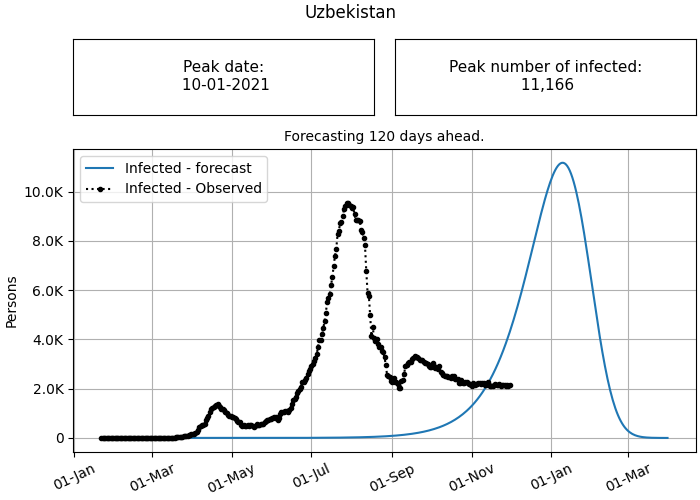 Uzbekistan
Peak date:
10-01-2021
Peak number of infected:
11,166
Forecasting 120 days ahead.
Infected - forecast
Infected - Observed
Persons
10.0K
8.0K
6.0K
4.0K
2.0K
0
01-Jan
01-Mar
01-May
01-Jul
01-Sep
01-Nov
01-Jan
01-Mar